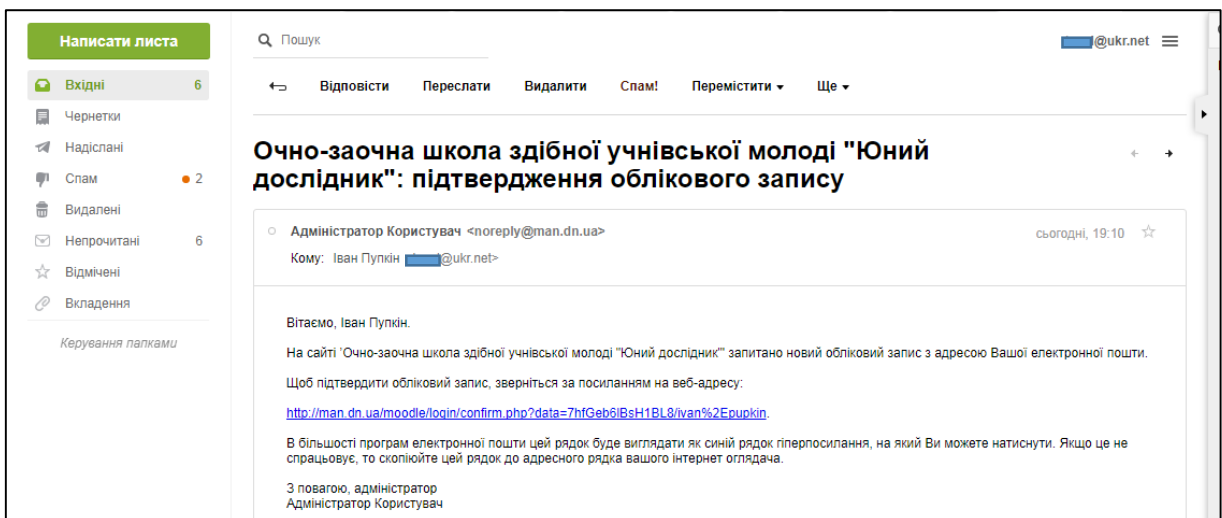 Написати листа
Пошук
@ukr.net
Вхідні 6
Відповісти Переслати Видалити Спам! Перемістити Ще
Чернетки
Надіслані
Спам 2
Видалені
Непрочитані 6
Відмічені
Вкладення
Керування папками
Очно-заочна школа здібної учнівської молоді "Юний
дослідник": підтвердження облікового запису
Адміністратор Користувач <noreply@man.dn.ua> сьогодні, 19:10
Кому: Іван Пупкін @ukr.net>
Вітаємо, Іван Пупкін.
На сайті 'Очно-заочна школа здібної учнівської молоді "Юний дослідник"' запитано новий обліковий запис з адресою Вашої електронної пошти.
Щоб підтвердити обліковий запис, зверніться за посиланням на веб-адресу:
http://man.dn.ua/moodle/login/confirm.php?data=7hfGeb6IBsH1BL8/ivan%2Epupkin.
В більшості програм електронної пошти цей рядок буде виглядати як синій рядок гіперпосилання, на який Ви можете натиснути. Якщо це не
спрацьовує, то скопіюйте цей рядок до адресного рядка вашого інтернет оглядача.
З повагою, адміністратор
Адміністратор Користувач